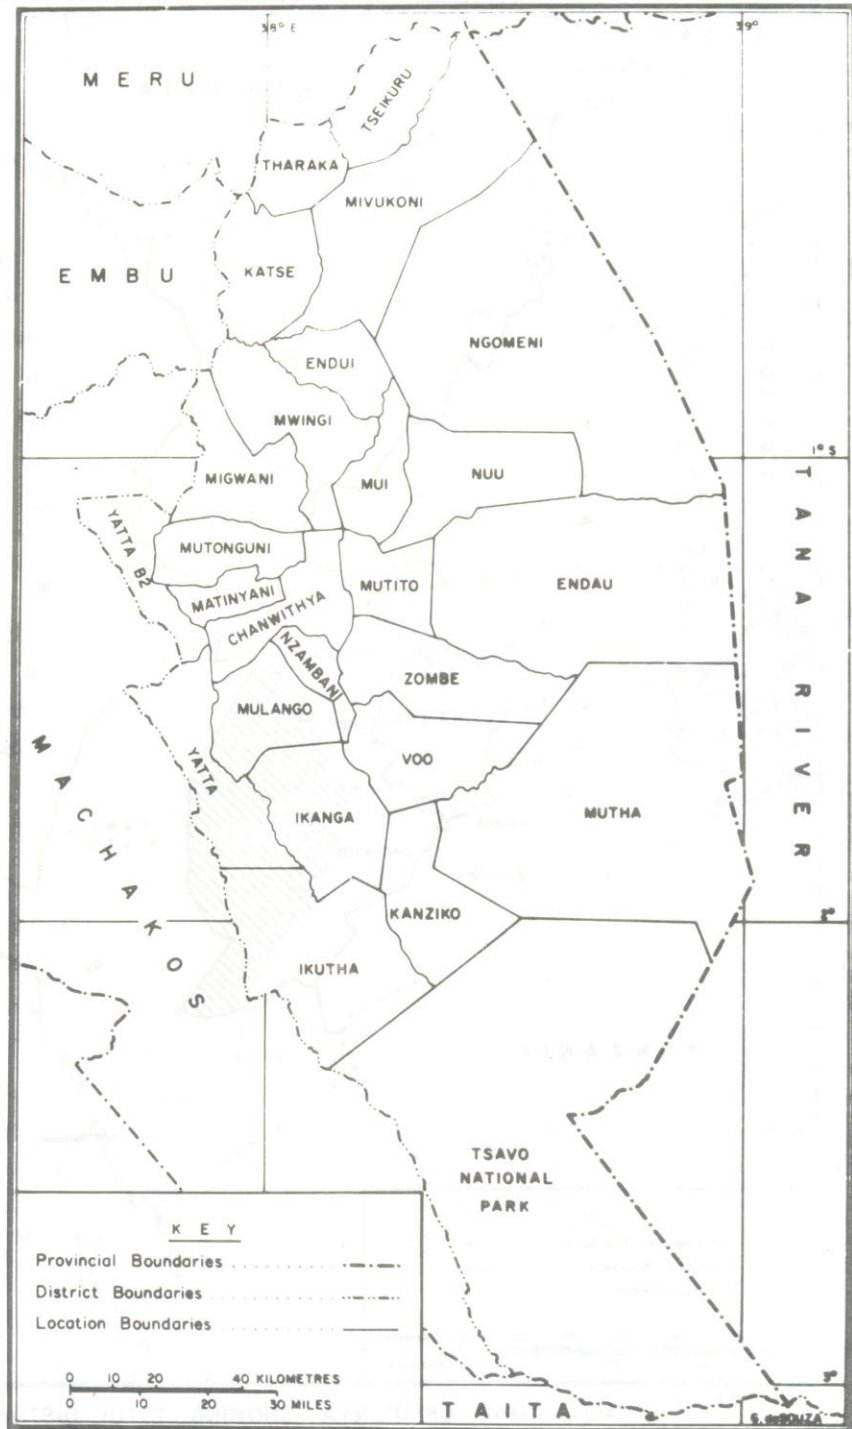 38° E
39°
MERU
TSEIKURU
THARAKA
MIVUKONI
EMBU
KATSE
NGOMENI
ENDUI
MWINGI
1° S
MIGWANI
MUI
NUU
YATTA B2
MUTONGUNI
MATINYANI
MUTITO
ENDAU
CHANWITHYA
NZAMBANI
ZOMBE
MULANGO
TANA RIVER
VOO
YATTA
IKANGA
MUTHA
MACHAKOS
KANZIKO
2°
IKUTHA
TSAVO
NATIONAL
PARK
KEY
Provincial Boundaries
District Boundaries
Location Boundaries
0 10 20 40 KILOMETRES
0 10 20 30 MILES
3°
TAITA
S. deSOUZA